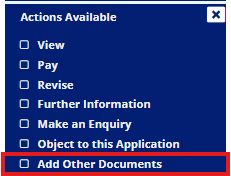 Actions Available
View
Pay
Revise
Further Information
Make an Enquiry
Object to this Application
Add Other Documents